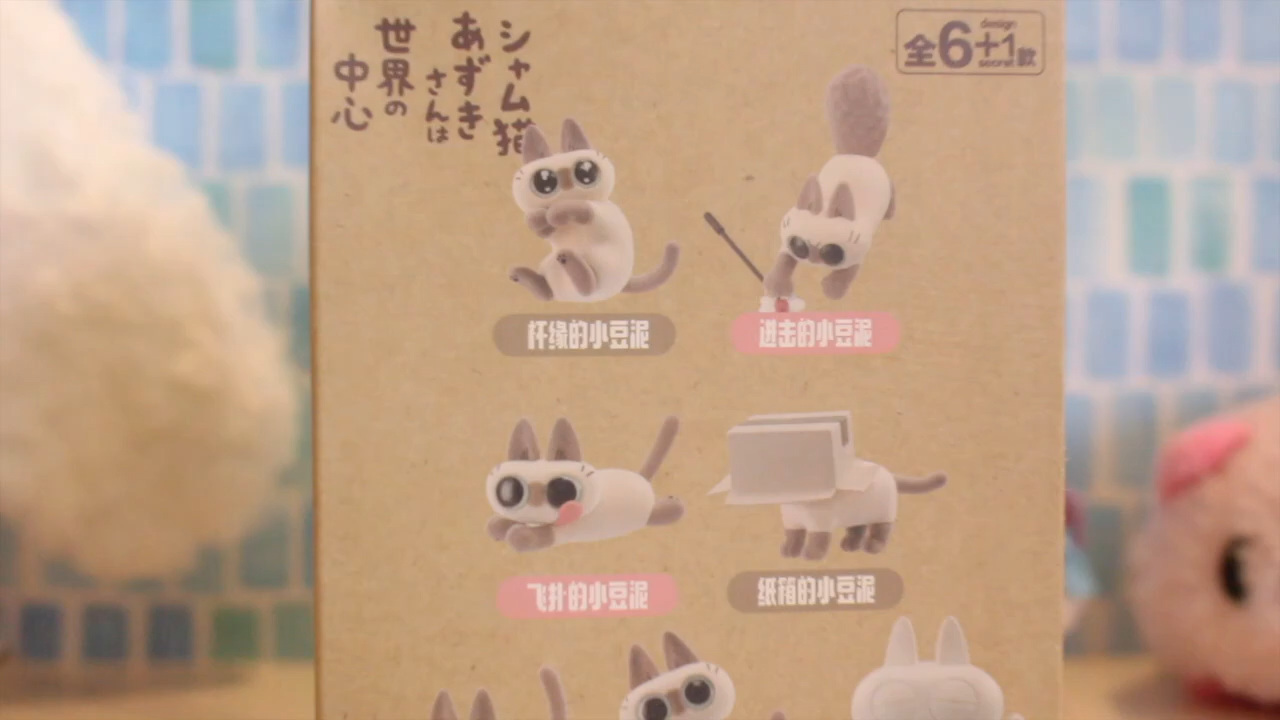 シャム猫
あずき
さんは
世界の
中心
全6+1款
design
secret
杆缘的小豆泥
进击的小豆泥
飞扑的小豆泥
纸箱的小豆泥